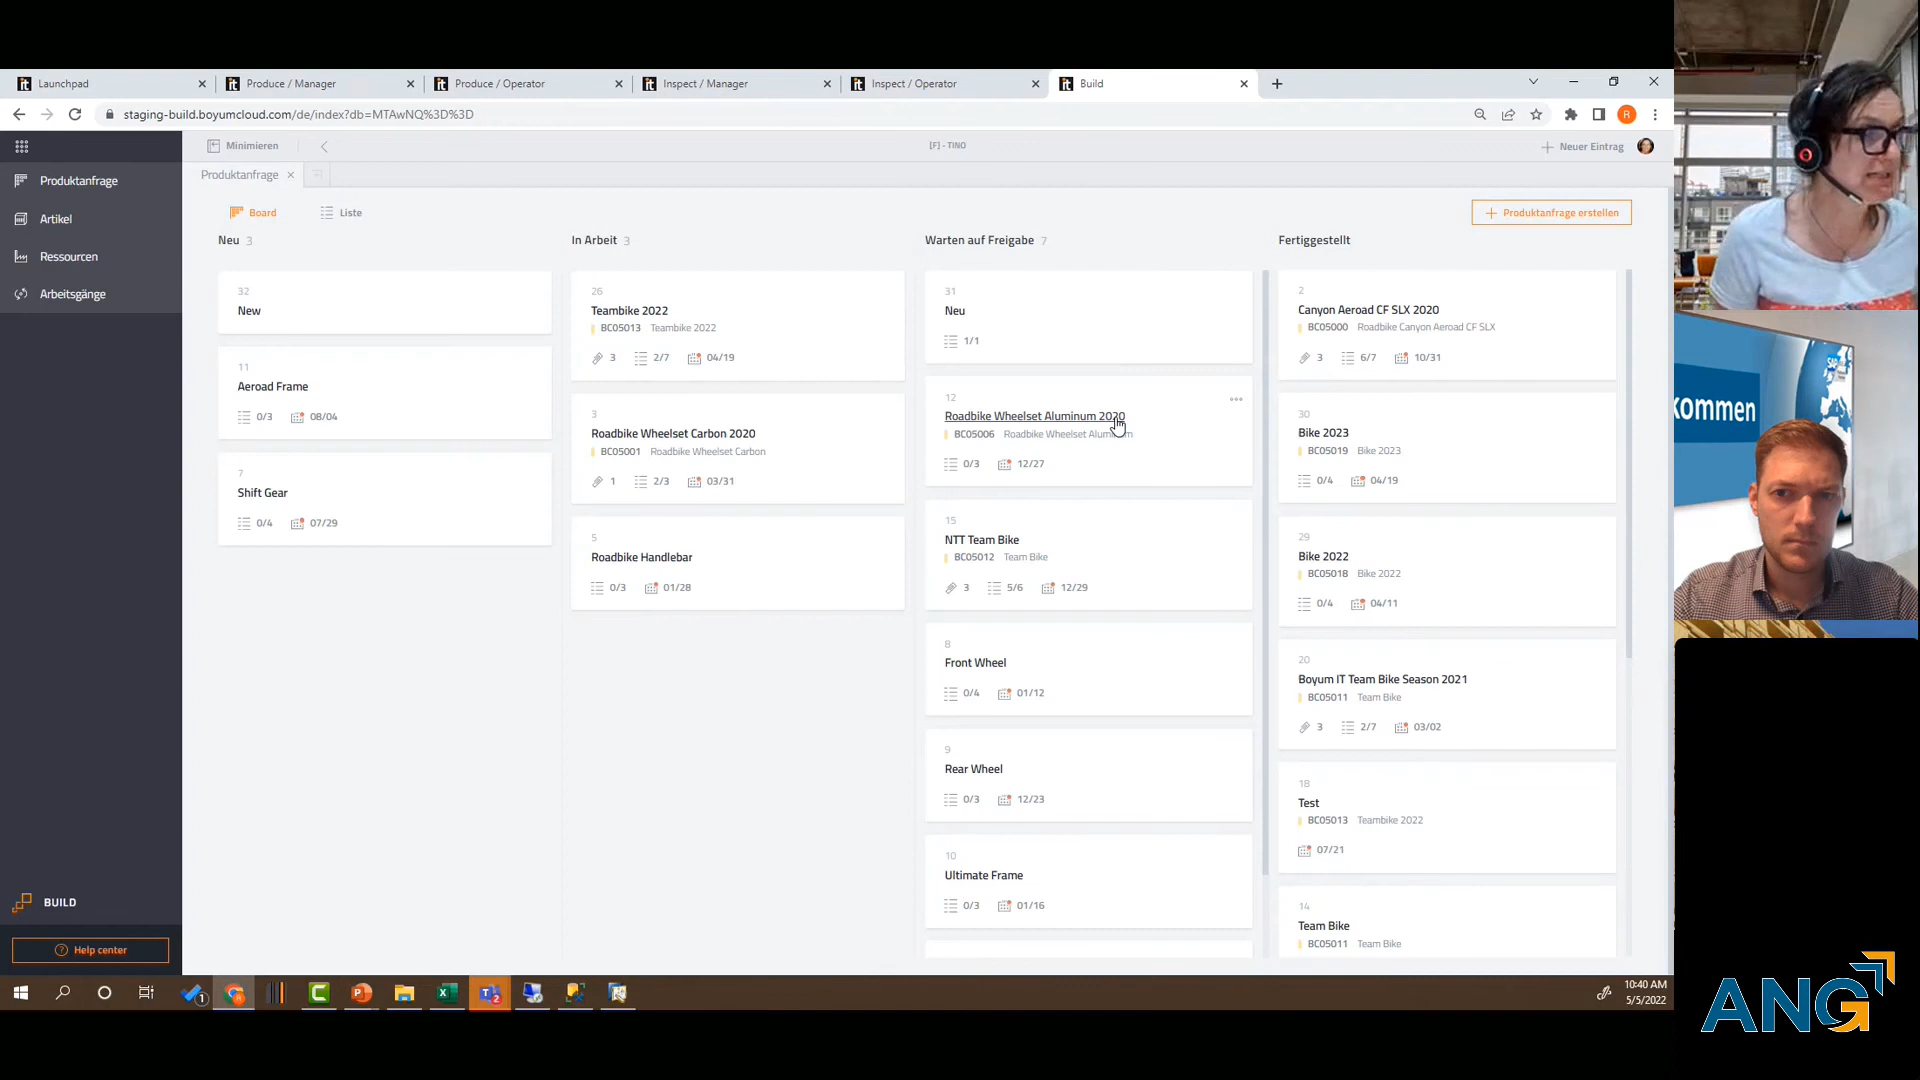 Launchpad
Produce / Manager
Produce / Operator
Inspect / Manager
Inspect / Operator
Build
staging-build.boyumcloud.com/de/index?db=MTAwNQ%3D%3D
R
Minimieren
[F] - TINO
Neuer Eintrag
Produktanfrage
Artikel
Ressourcen
Arbeitsgänge
BUILD
Help center
Produktanfrage
Board
Liste
Produktanfrage erstellen
Neu 3
32
New
11
Aeroad Frame
0/3 08/04
7
Shift Gear
0/4 07/29
In Arbeit 3
26
Teambike 2022
BC05013 Teambike 2022
3 2/7 04/19
3
Roadbike Wheelset Carbon 2020
BC05001 Roadbike Wheelset Carbon
1 2/3 03/31
5
Roadbike Handlebar
0/3 01/28
Warten auf Freigabe 7
31
Neu
1/1
12
Roadbike Wheelset Aluminum 2020
BC05006 Roadbike Wheelset Aluminum
0/3 12/27
15
NTT Team Bike
BC05012 Team Bike
3 5/6 12/29
8
Front Wheel
0/4 01/12
9
Rear Wheel
0/3 12/23
10
Ultimate Frame
0/3 01/16
Fertiggestellt
2
Canyon Aeroad CF SLX 2020
BC05000 Roadbike Canyon Aeroad CF SLX
3 6/7 10/31
30
Bike 2023
BC05019 Bike 2023
0/4 04/19
29
Bike 2022
BC05018 Bike 2022
0/4 04/11
20
Boyum IT Team Bike Season 2021
BC05011 Team Bike
3 2/7 03/02
18
Test
BC05013 Teambike 2022
07/21
14
Team Bike
BC05011 Team Bike
10:40 AM
5/5/2022
kommen
ANG